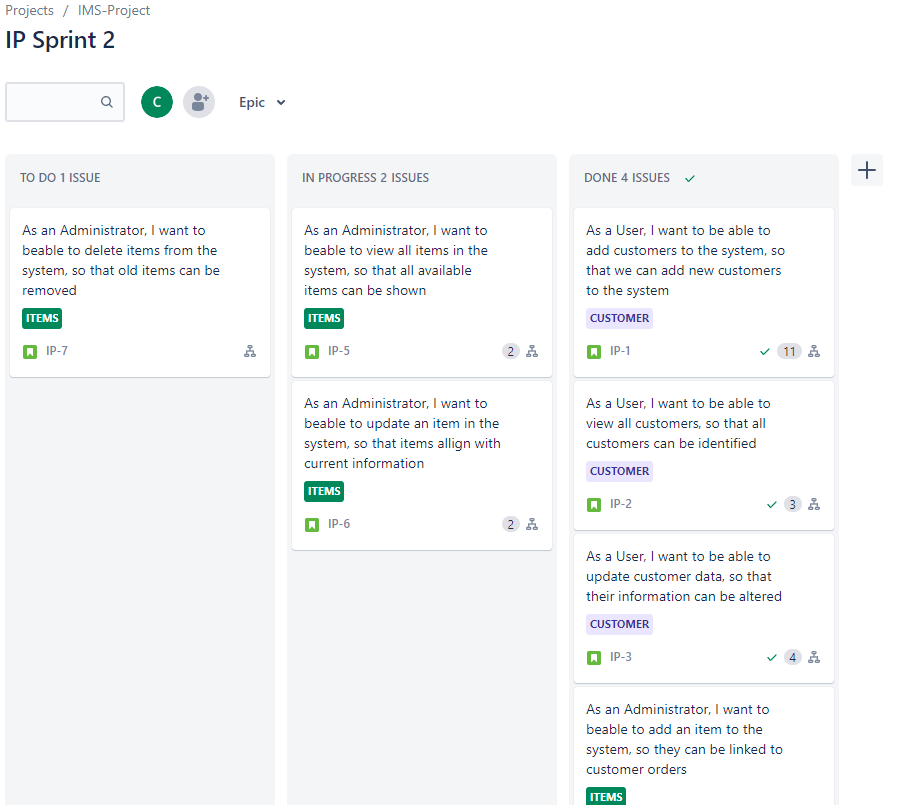 Projects / IMS-Project
IP Sprint 2
C
Epic
TO DO 1 ISSUE
As an Administrator, I want to
beable to delete items from the
system, so that old items can be
removed
ITEMS
IP-7
IN PROGRESS 2 ISSUES
As an Administrator, I want to
beable to view all items in the
system, so that all available
items can be shown
ITEMS
IP-5 2
As an Administrator, I want to
beable to update an item in the
system, so that items allign with
current information
ITEMS
IP-6 2
DONE 4 ISSUES
As a User, I want to be able to
add customers to the system, so
that we can add new customers
to the system
CUSTOMER
IP-1 11
As a User, I want to be able to
view all customers, so that all
customers can be identified
CUSTOMER
IP-2 3
As a User, I want to be able to
update customer data, so that
their information can be altered
CUSTOMER
IP-3 4
As an Administrator, I want to
beable to add an item to the
system, so they can be linked to
customer orders
ITEMS